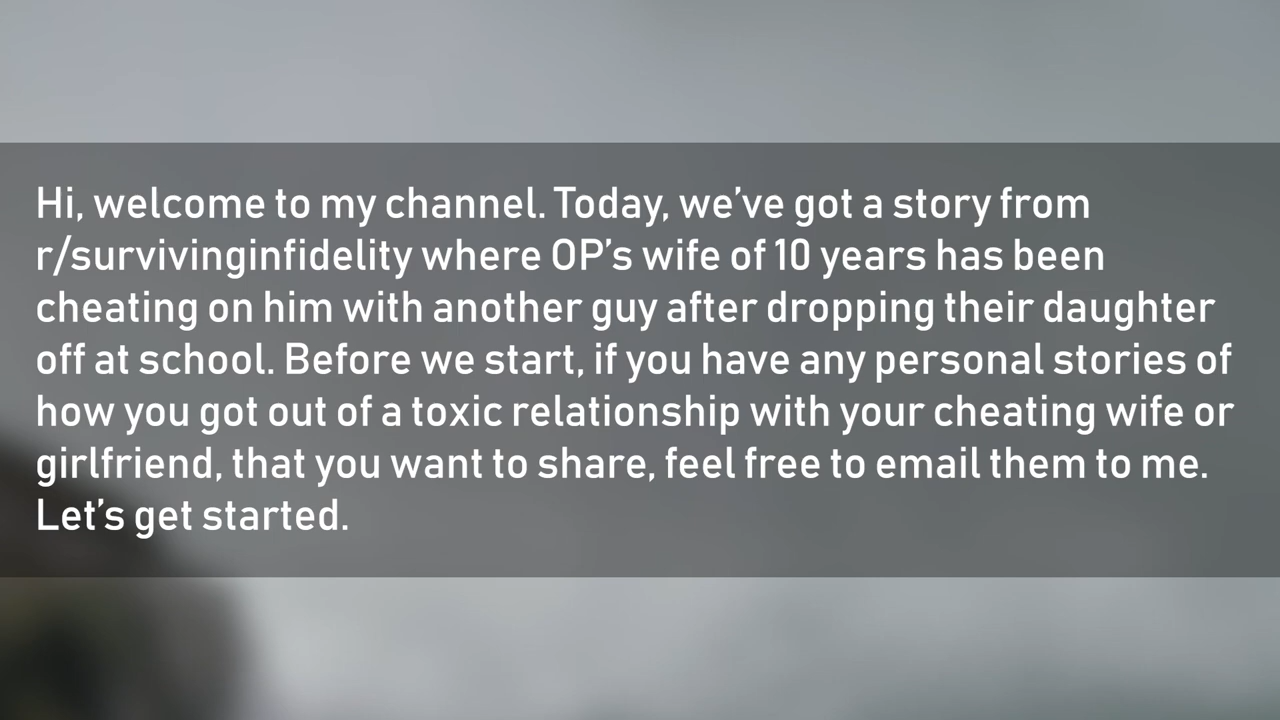 Hi, welcome to my channel. Today, we’ve got a story from
r/survivinginfidelity where OP’s wife of 10 years has been
cheating on him with another guy after dropping their daughter
off at school. Before we start, if you have any personal stories of
how you got out of a toxic relationship with your cheating wife or
girlfriend, that you want to share, feel free to email them to me.
Let’s get started.